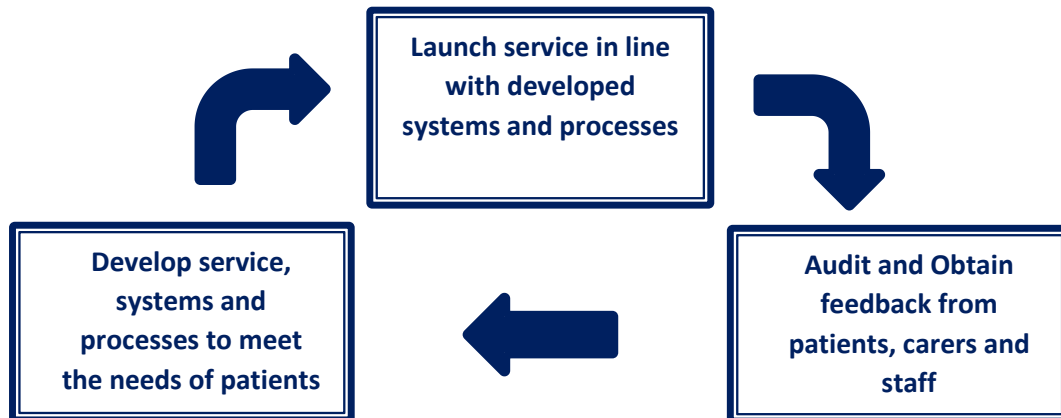 Launch service in line
with developed
systems and processes
Develop service,
systems and
processes to meet
the needs of patients
Audit and Obtain
feedback from
patients, carers and
staff